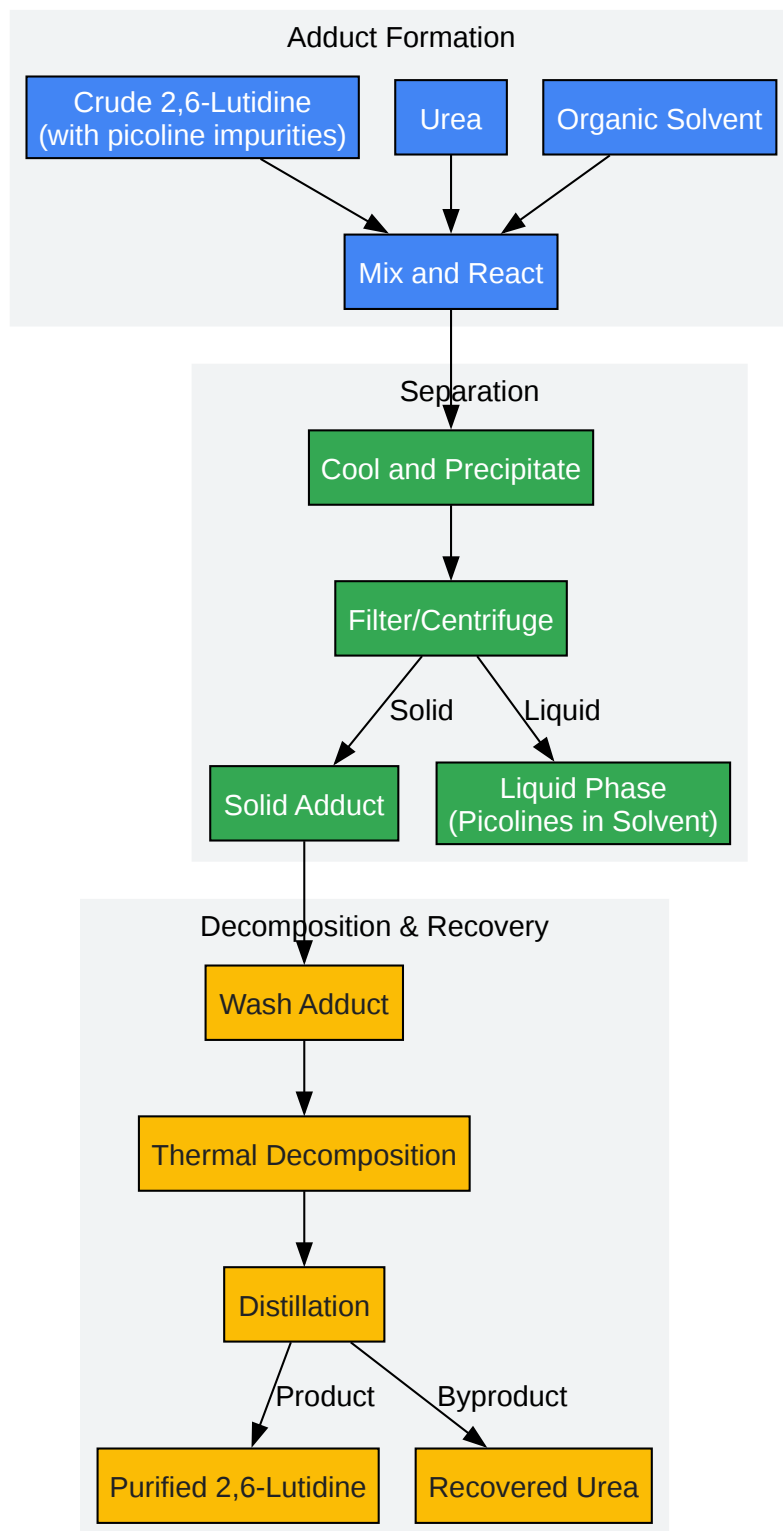 Adduct Formation
Crude 2,6-Lutidine
(with picoline impurities)
Urea
Organic Solvent
Mix and React
Separation
Cool and Precipitate
Filter/Centrifuge
Solid
Liquid
Solid Adduct
Liquid Phase
(Picolines in Solvent)
Decomposition & Recovery
Wash Adduct
Thermal Decomposition
Distillation
Product
Byproduct
Purified 2,6-Lutidine
Recovered Urea